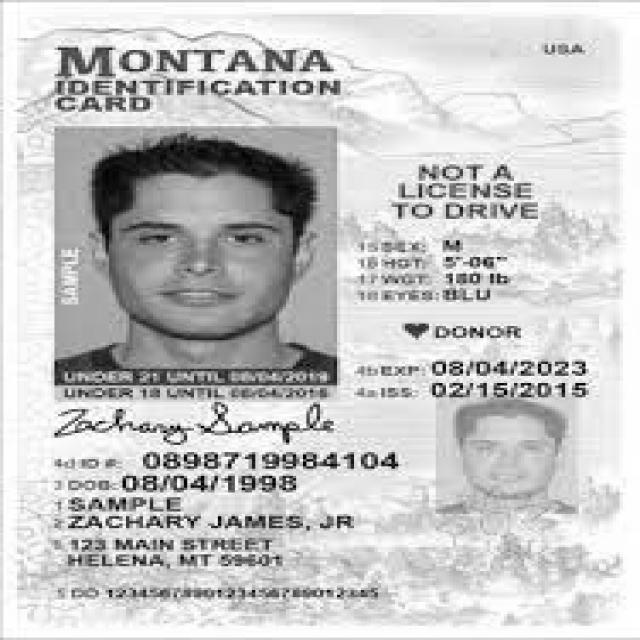 MONTANA
USA
IDENTIFICATION
CARD
NOT A
LICENSE
TO DRIVE
SAMPLE
15 SEX: M
16 HGT: 5'-06"
17 WGT: 160 lb
18 EYES: BLU
DONOR
UNDER 21 UNTIL 08/04/2019
UNDER 18 UNTIL 08/04/2016
4b EXP: 08/04/2023
4a ISS: 02/15/2015
Zachary Sample
4d ID #: 0898719984104
3 DOB: 08/04/1998
1 SAMPLE
2 ZACHARY JAMES, JR
8 123 MAIN STREET
HELENA, MT 59601
5 DD 1234567890123456789012345